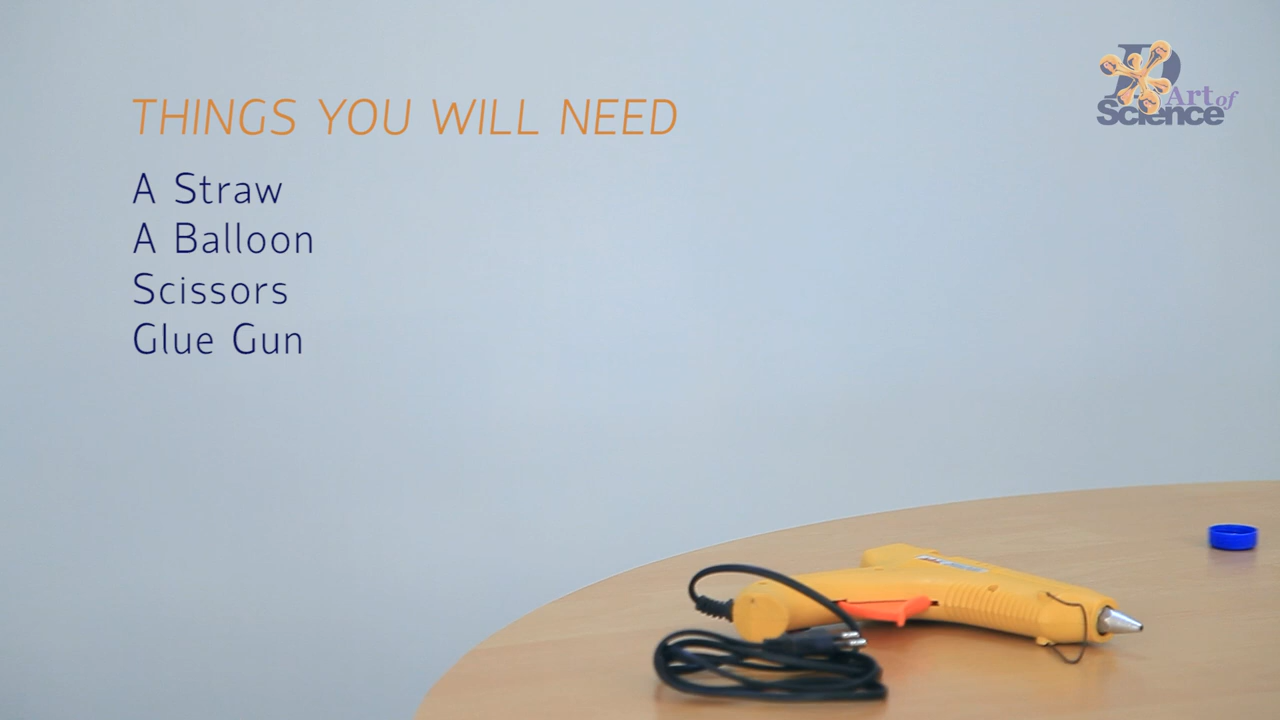 THINGS YOU WILL NEED
A Straw
A Balloon
Scissors
Glue Gun
Art of
Science